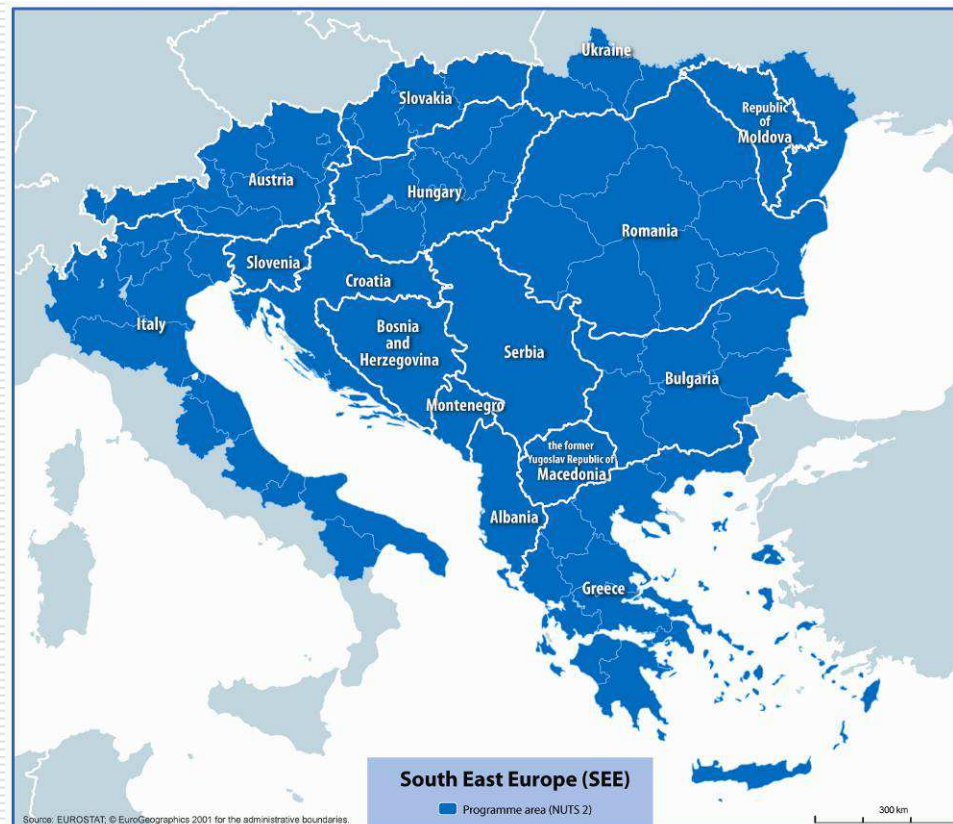 Ukraine
Slovakia
Republic
of
Moldova
Austria
Hungary
Romania
Slovenia
Croatia
Italy
Bosnia
and
Herzegovina
Serbia
Bulgaria
Montenegro
the former
Yugoslav Republic of
Macedonia
Albania
Greece
South East Europe (SEE)
Programme area (NUTS 2)
Source: EUROSTAT; © EuroGeographics 2001 for the administrative boundaries.
300 km